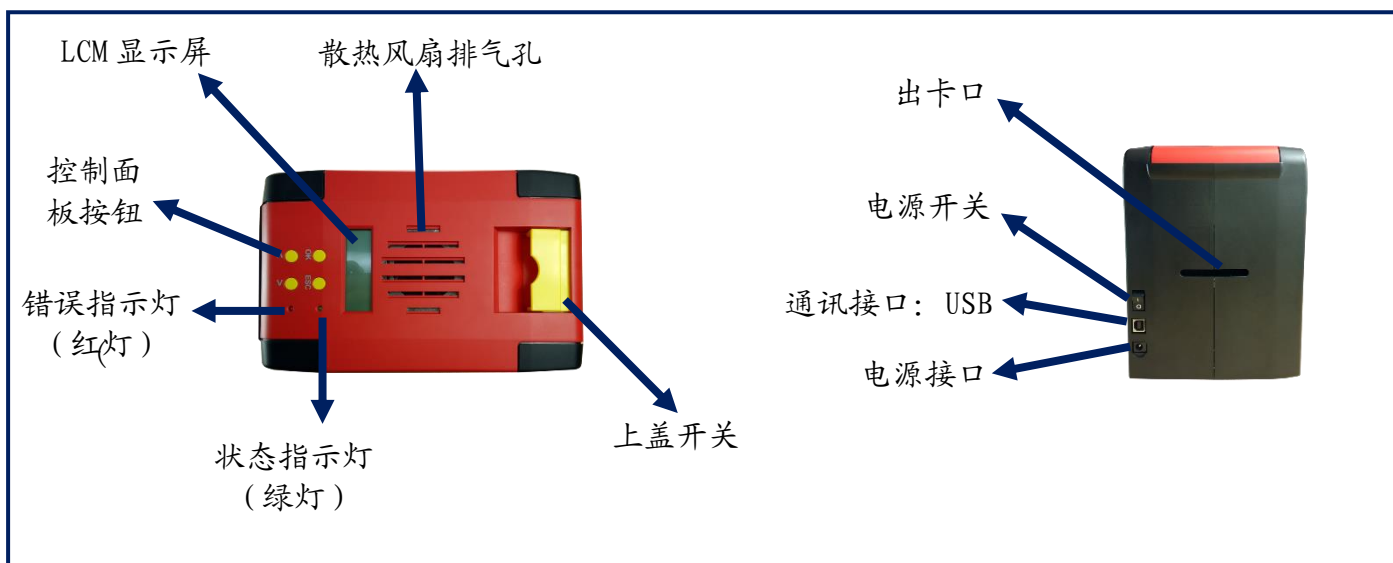 LCM 显示屏
散热风扇排气孔
控制面
板按钮
错误指示灯
(红灯)
状态指示灯
(绿灯)
上盖开关
OK
ESC
出卡口
电源开关
通讯接口: USB
电源接口